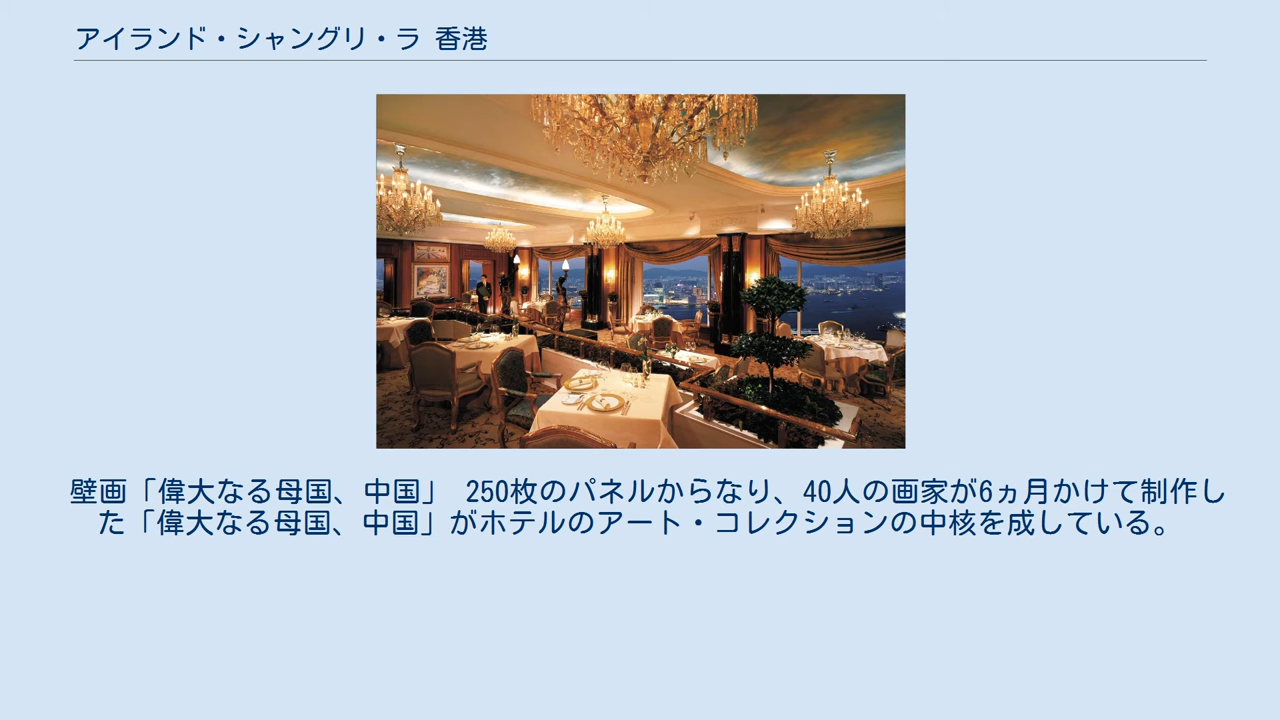 アイランド・シャングリ・ラ 香港
壁画「偉大なる母国、中国」 250枚のパネルからなり、40人の画家が6ヵ月かけて制作し
た「偉大なる母国、中国」がホテルのアート・コレクションの中核を成している。